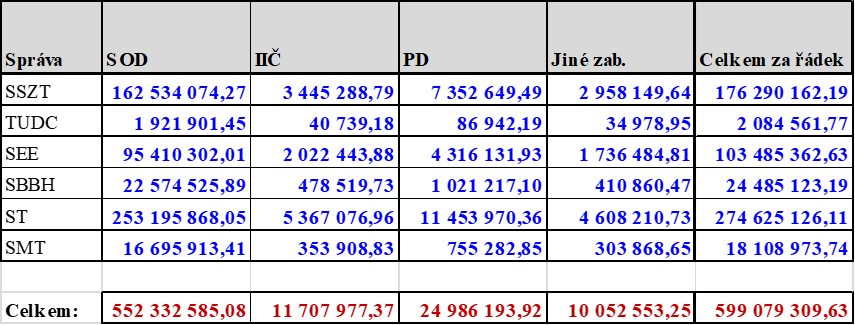 Správa SOD IIČ PD Jiné zab. Celkem za řádek
SSZT 162 534 074,27 3 445 288,79 7 352 649,49 2 958 149,64 176 290 162,19
TUDC 1 921 901,45 40 739,18 86 942,19 34 978,95 2 084 561,77
SEE 95 410 302,01 2 022 443,88 4 316 131,93 1 736 484,81 103 485 362,63
SBBH 22 574 525,89 478 519,73 1 021 217,10 410 860,47 24 485 123,19
ST 253 195 868,05 5 367 076,96 11 453 970,36 4 608 210,73 274 625 126,11
SMT 16 695 913,41 353 908,83 755 282,85 303 868,65 18 108 973,74
Celkem: 552 332 585,08 11 707 977,37 24 986 193,92 10 052 553,25 599 079 309,63